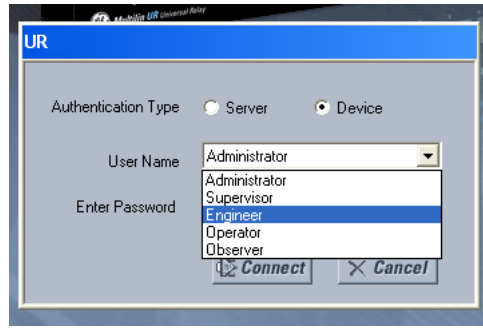 Multilin UR Universal Relay
UR
Authentication Type Server Device
User Name Administrator
Administrator
Supervisor
Enter Password
Engineer
Operator
Observer
Connect Cancel